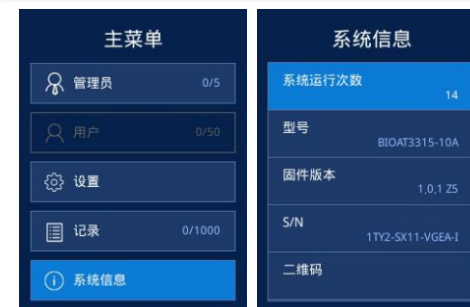 主菜单
管理员 0/5
用户 0/50
设置
记录 0/1000
系统信息
系统信息
系统运行次数
14
型号
BIOAT3315-10A
固件版本
1,0,1 Z5
S/N
1TY2-SX11-VGEA-I
二维码